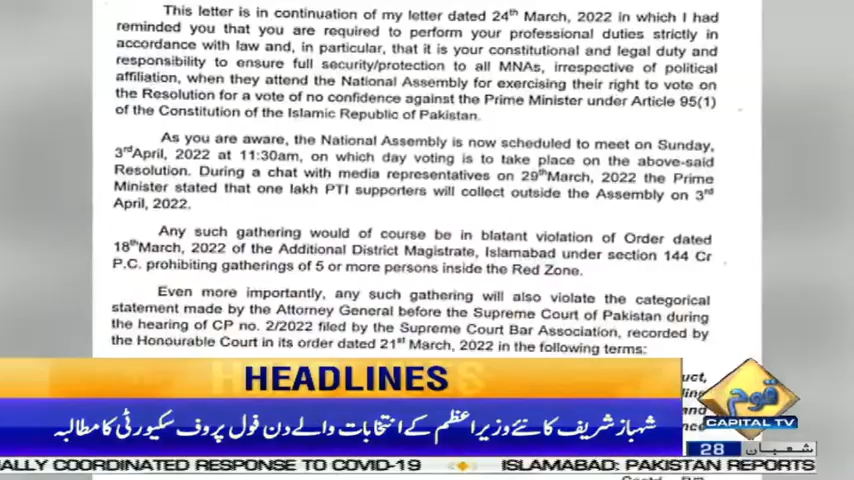 This letter is in continuation of my letter dated 24th March, 2022 in which I had
reminded you that you are required to perform your professional duties strictly in
accordance with law and, in particular, that it is your constitutional and legal duty and
responsibility to ensure full security/protection to all MNAs, irrespective of political
affiliation, when they attend the National Assembly for exercising their right to vote on
the Resolution for a vote of no confidence against the Prime Minister under Article 95(1)
of the Constitution of the Islamic Republic of Pakistan.
As you are aware, the National Assembly is now scheduled to meet on Sunday,
3rdApril, 2022 at 11:30am, on which day voting is to take place on the above-said
Resolution. During a chat with media representatives on 29thMarch, 2022 the Prime
Minister stated that one lakh PTI supporters will collect outside the Assembly on 3rd
April, 2022.
Any such gathering would of course be in blatant violation of Order dated
18thMarch, 2022 of the Additional District Magistrate, Islamabad under section 144 Cr
P.C. prohibiting gatherings of 5 or more persons inside the Red Zone.
Even more importantly, any such gathering will also violate the categorical
statement made by the Attorney General before the Supreme Court of Pakistan during
the hearing of CP no. 2/2022 filed by the Supreme Court Bar Association, recorded by
the Honourable Court in its order dated 21st March, 2022 in the following terms:
HEADLINES
شہباز شریف کا نئے وزیراعظم کے انتخابات والے دن فول پروف سکیورٹی کا مطالبہ
قوم
CAPITAL TV
28 شعبان
ALLY COORDINATED RESPONSE TO COVID-19 ISLAMABAD: PAKISTAN REPORTS